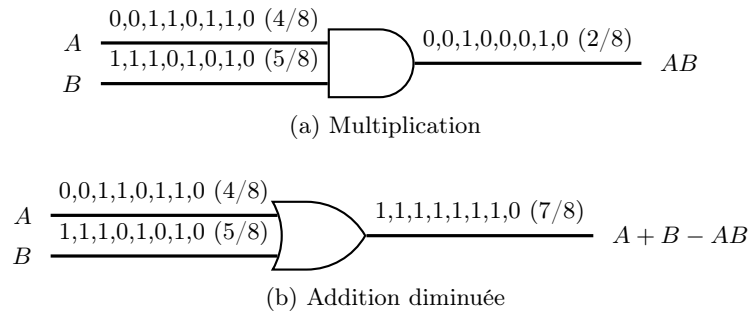 0,0,1,1,0,1,1,0 (4/8)
A
1,1,1,0,1,0,1,0 (5/8)
B
0,0,1,0,0,0,1,0 (2/8)
AB
(a) Multiplication
0,0,1,1,0,1,1,0 (4/8)
A
1,1,1,0,1,0,1,0 (5/8)
B
1,1,1,1,1,1,1,0 (7/8)
A + B − AB
(b) Addition diminuée